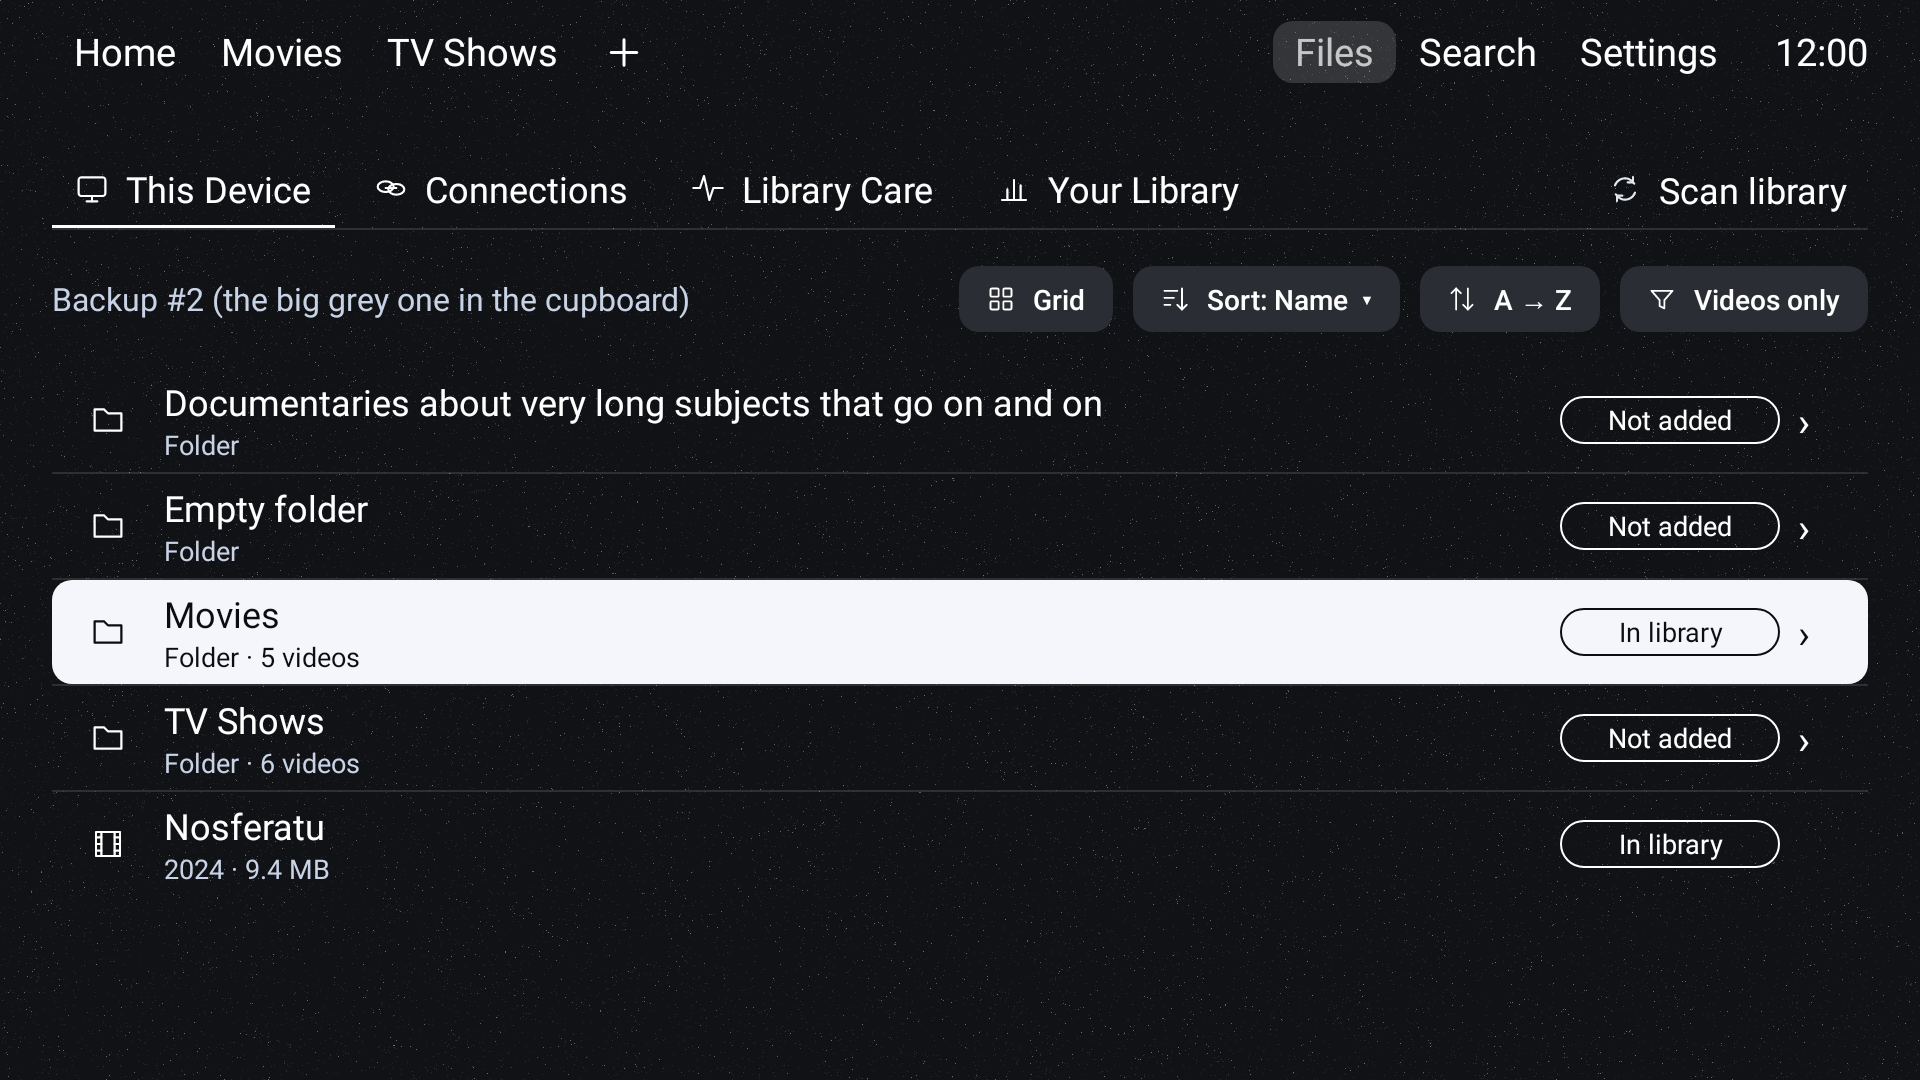 Home Movies TV Shows + Files Search Settings 12:00
This Device Connections Library Care Your Library Scan library
Backup #2 (the big grey one in the cupboard) Grid Sort: Name ▾ A → Z Videos only
Documentaries about very long subjects that go on and on
Folder
Not added ›
Empty folder
Folder
Not added ›
Movies
Folder · 5 videos
In library ›
TV Shows
Folder · 6 videos
Not added ›
Nosferatu
2024 · 9.4 MB
In library